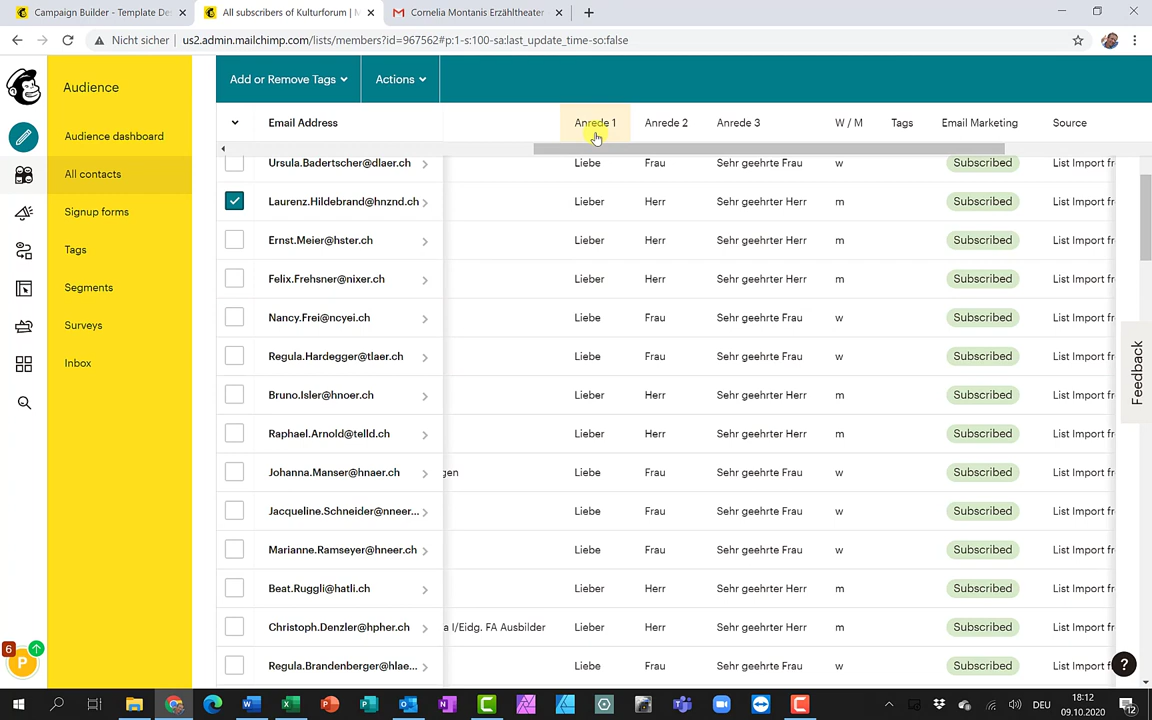 Campaign Builder - Template De
All subscribers of Kulturforum | M
Cornelia Montanis Erzähltheater
Nicht sicher
us2.admin.mailchimp.com/lists/members?id=967562#p:1-s:100-sa:last_update_time-so:false
Audience
Audience dashboard
All contacts
Signup forms
Tags
Segments
Surveys
Inbox
6
P
Add or Remove Tags
Actions
Email Address Anrede 1 Anrede 2 Anrede 3 W / M Tags Email Marketing Source
Ursula.Badertscher@dlaer.ch Liebe Frau Sehr geehrte Frau w Subscribed List Import fr
Laurenz.Hildebrand@hnznd.ch Lieber Herr Sehr geehrter Herr m Subscribed List Import fr
Ernst.Meier@hster.ch Lieber Herr Sehr geehrter Herr m Subscribed List Import fr
Felix.Frehsner@nixer.ch Lieber Herr Sehr geehrter Herr m Subscribed List Import fr
Nancy.Frei@ncyei.ch Liebe Frau Sehr geehrte Frau w Subscribed List Import fr
Regula.Hardegger@tlaer.ch Liebe Frau Sehr geehrte Frau w Subscribed List Import fr
Bruno.Isler@hnoer.ch Lieber Herr Sehr geehrter Herr m Subscribed List Import fr
Raphael.Arnold@telld.ch Lieber Herr Sehr geehrter Herr m Subscribed List Import fr
Johanna.Manser@hnaer.ch gen Liebe Frau Sehr geehrte Frau w Subscribed List Import fr
Jacqueline.Schneider@nneer... Liebe Frau Sehr geehrte Frau w Subscribed List Import fr
Marianne.Ramseyer@hneer.ch Liebe Frau Sehr geehrte Frau w Subscribed List Import fr
Beat.Ruggli@hatli.ch Lieber Herr Sehr geehrter Herr m Subscribed List Import fr
Christoph.Denzler@hpher.ch a I/Eidg. FA Ausbilder Lieber Herr Sehr geehrter Herr m Subscribed List Import fr
Regula.Brandenberger@hlae... Liebe Frau Sehr geehrte Frau w Subscribed List Import fr
Feedback
?
DEU
18:12
09.10.2020
12